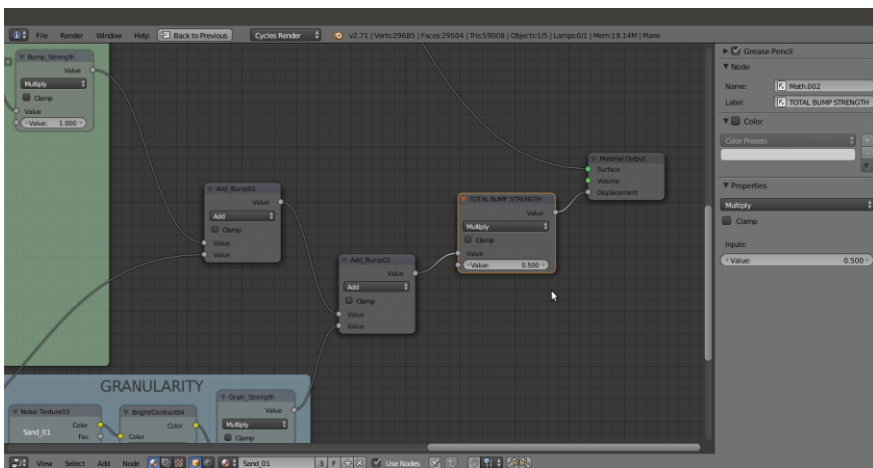 File Render Window Help Back to Previous Cycles Render v2.71 | Verts:29685 | Faces:29504 | Tris:59008 | Objects:1/5 | Lamps:0/1 | Mem:19.14M | Plane
Bump_Strength
Value
Multiply
Clamp
Value
Value: 1.000
Add_Bump01
Value
Add
Clamp
Value
Value
Add_Bump02
Value
Add
Clamp
Value
Value
TOTAL BUMP STRENGTH
Value
Multiply
Clamp
Value
Value: 0.500
Material Output
Surface
Volume
Displacement
GRANULARITY
Noise Texture03
Color
Fac
Sand_01
Bright/Contrast04
Color
Color
Grain_Strength
Value
Multiply
Clamp
Grease Pencil
Node
Name: Math.002
Label: TOTAL BUMP STRENGTH
Color
Color Presets
Properties
Multiply
Clamp
Inputs:
Value: 0.500
View Select Add Node Sand_01 3 F Use Nodes